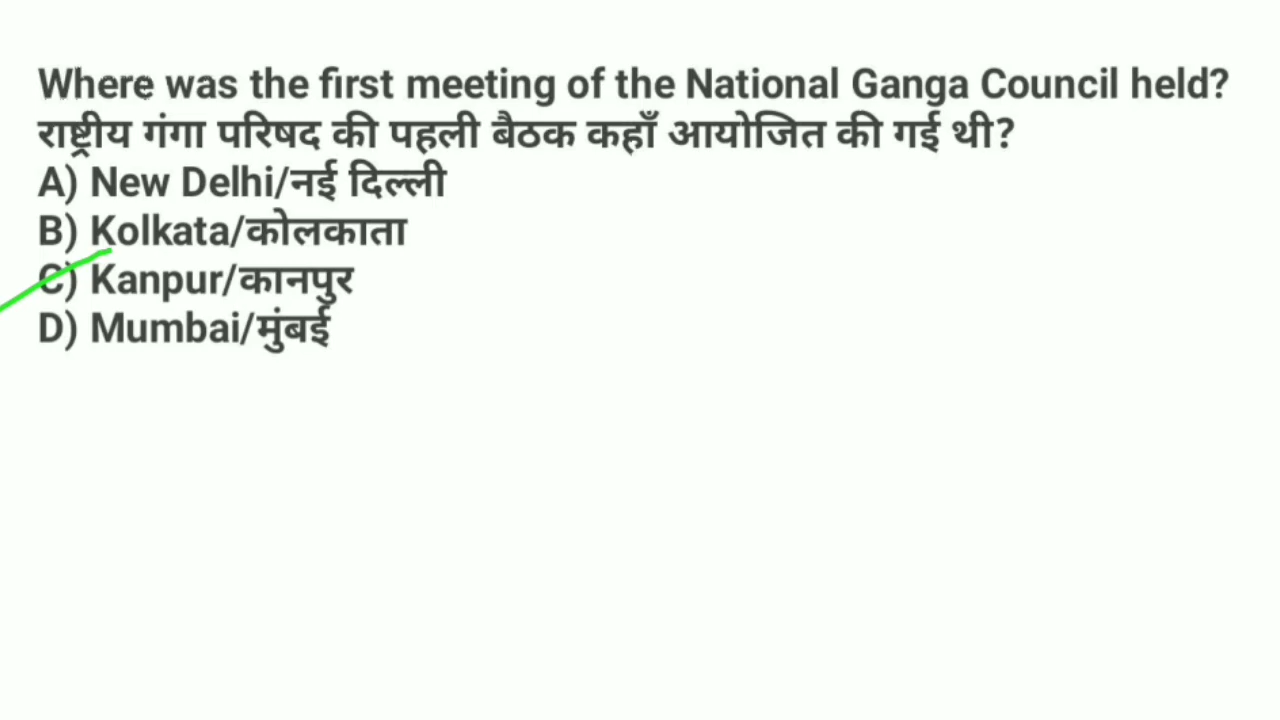 Where was the first meeting of the National Ganga Council held?
राष्ट्रीय गंगा परिषद की पहली बैठक कहाँ आयोजित की गई थी?
A) New Delhi/नई दिल्ली
B) Kolkata/कोलकाता
C) Kanpur/कानपुर
D) Mumbai/मुंबई